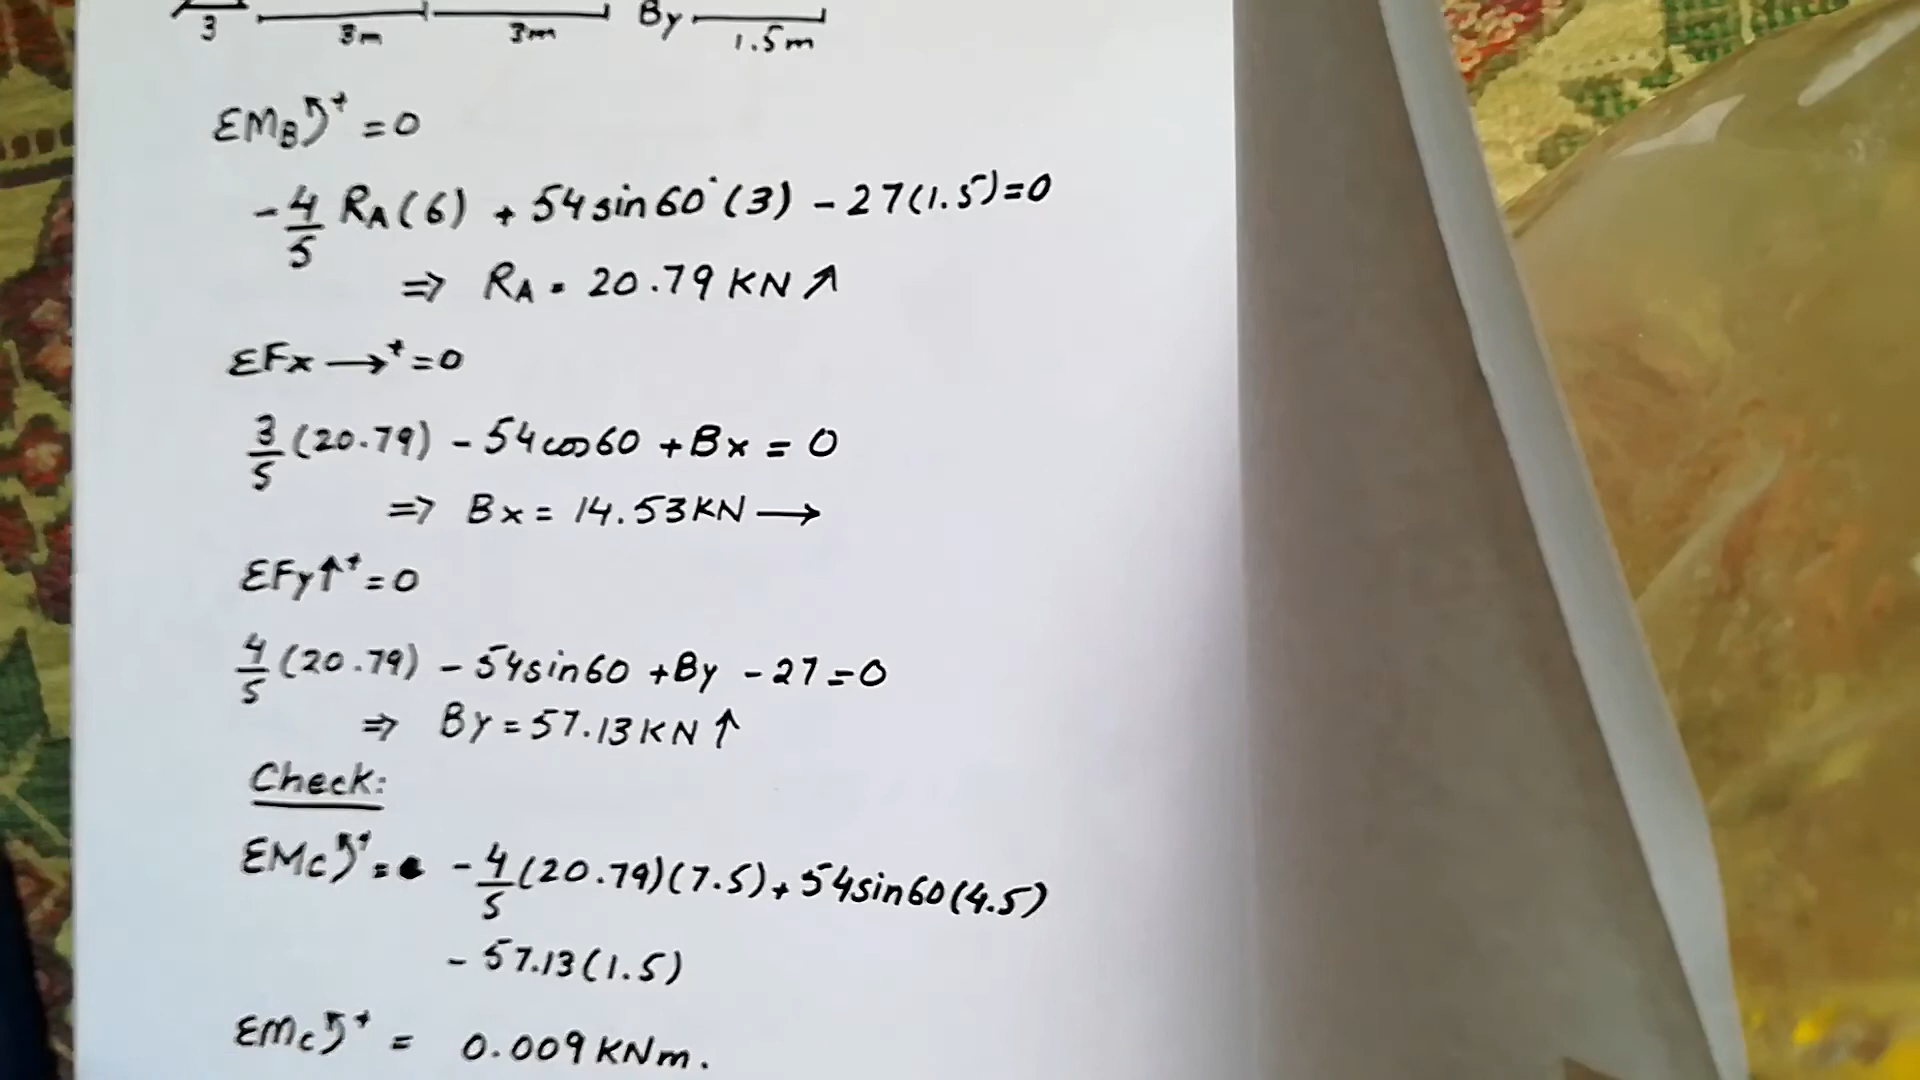 3 3m 3m By 1.5m
ΣMB↺+ = 0
-4/5 RA(6) + 54sin60°(3) - 27(1.5)=0
⇒ RA = 20.79 KN ↗
ΣFx →+ = 0
3/5 (20.79) - 54cos60 + Bx = 0
⇒ Bx = 14.53KN →
ΣFy↑+ = 0
4/5 (20.79) - 54sin60 + By - 27 = 0
⇒ By = 57.13KN ↑
Check:
ΣMc↺+ = -4/5(20.79)(7.5) + 54sin60(4.5)
- 57.13(1.5)
ΣMc↺+ = 0.009 KNm.